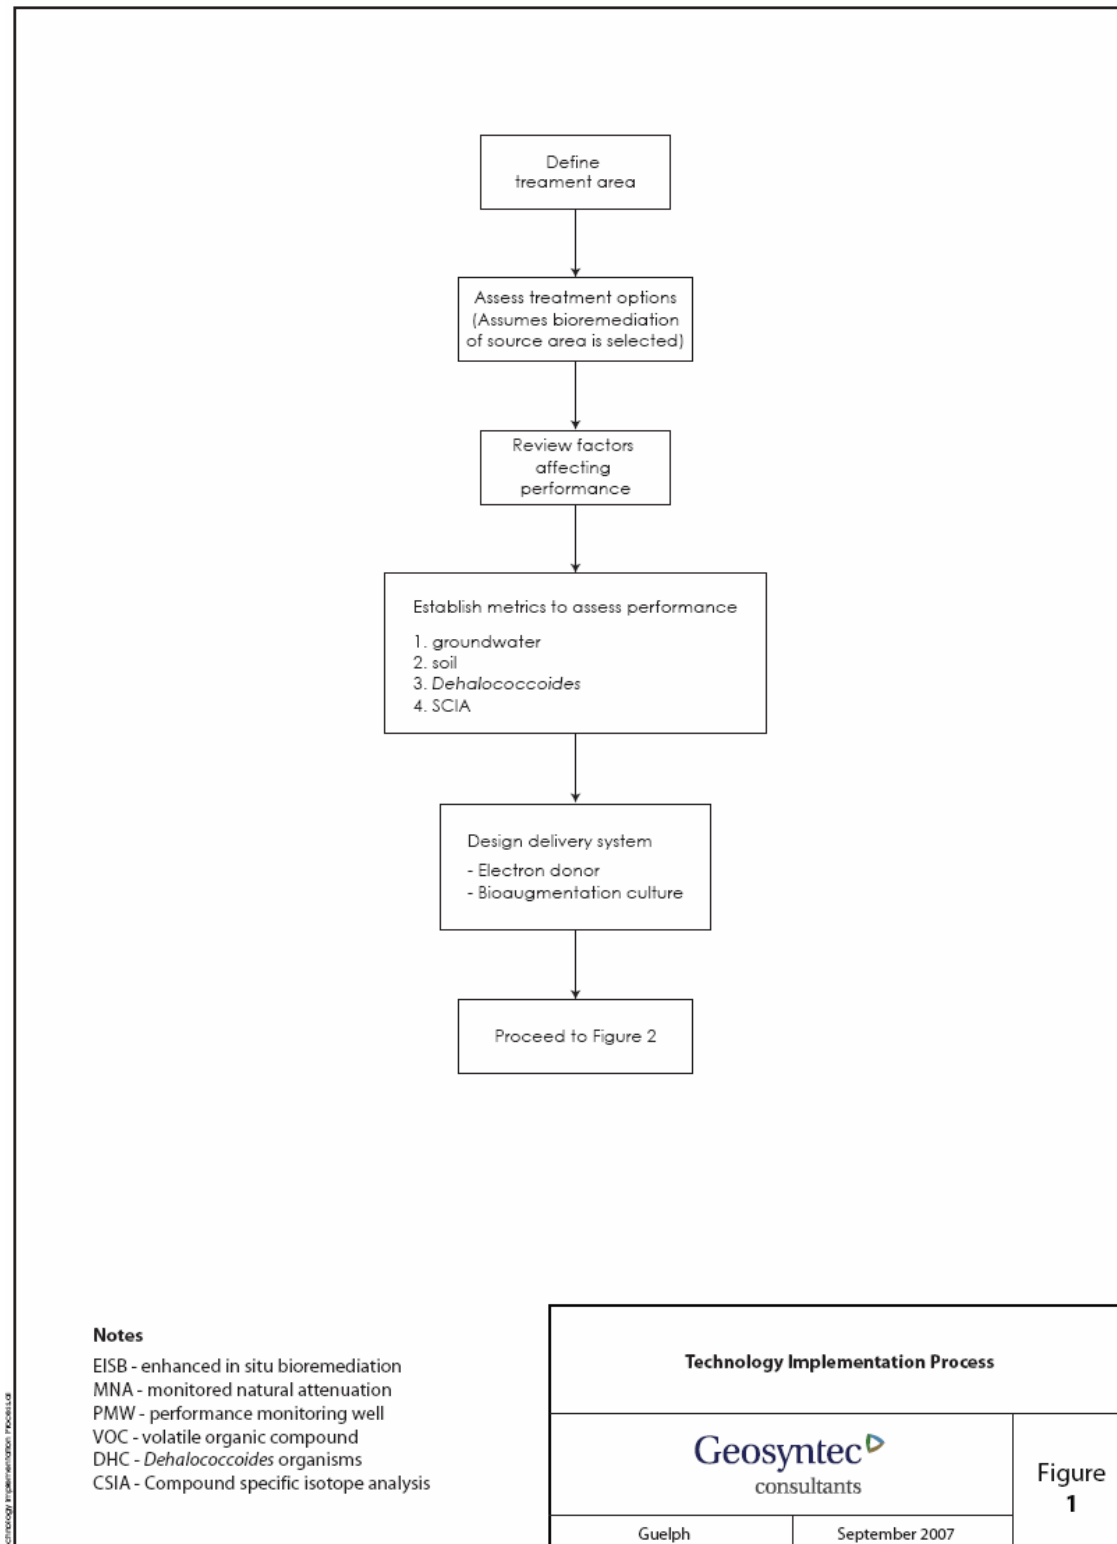 Define
treament area
Assess treatment options
(Assumes bioremediation
of source area is selected)
Review factors
affecting
performance
Establish metrics to assess performance
1. groundwater
2. soil
3. Dehalococcoides
4. SCIA
Design delivery system
- Electron donor
- Bioaugmentation culture
Proceed to Figure 2
Notes
EISB - enhanced in situ bioremediation
MNA - monitored natural attenuation
PMW - performance monitoring well
VOC - volatile organic compound
DHC - Dehalococcoides organisms
CSIA - Compound specific isotope analysis
Technology Implementation Process
Geosyntec
consultants
Figure
1
Guelph
September 2007